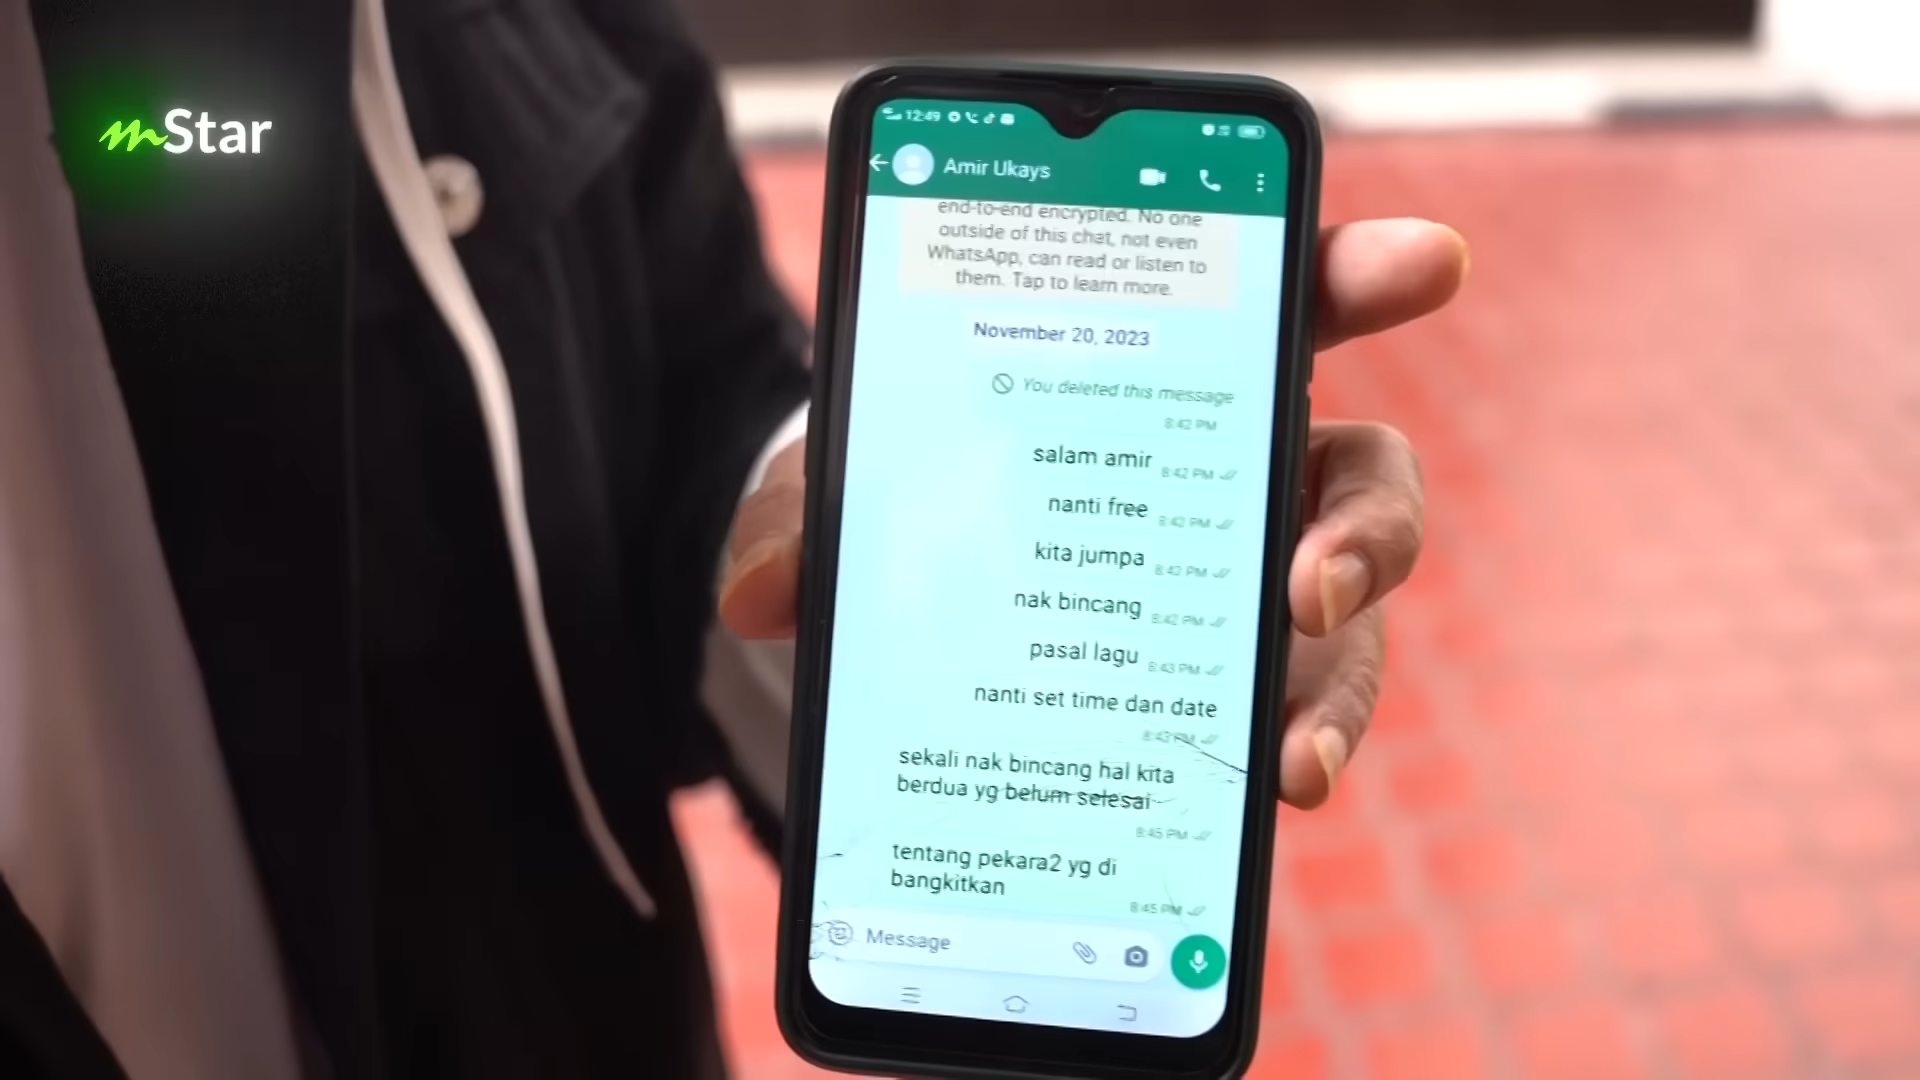 mStar
12:49
Amir Ukays
end-to-end encrypted. No one
outside of this chat, not even
WhatsApp, can read or listen to
them. Tap to learn more.
November 20, 2023
You deleted this message
8:42 PM
salam amir 8:42 PM
nanti free 8:42 PM
kita jumpa 8:42 PM
nak bincang 8:42 PM
pasal lagu 8:43 PM
nanti set time dan date
8:43 PM
sekali nak bincang hal kita
berdua yg belum selesai
8:45 PM
tentang pekara2 yg di
bangkitkan
8:45 PM
Message